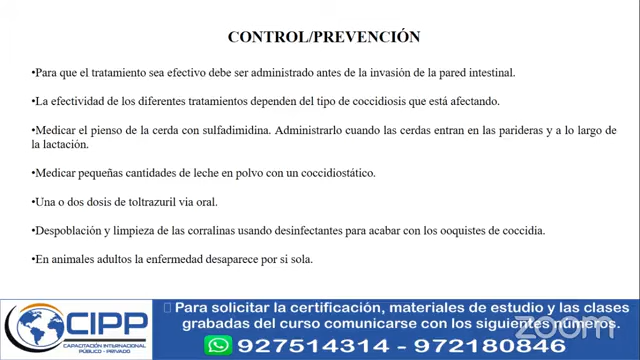 CONTROL/PREVENCIÓN
•Para que el tratamiento sea efectivo debe ser administrado antes de la invasión de la pared intestinal.
•La efectividad de los diferentes tratamientos dependen del tipo de coccidiosis que está afectando.
•Medicar el pienso de la cerda con sulfadimidina. Administrarlo cuando las cerdas entran en las parideras y a lo largo de
la lactación.
•Medicar pequeñas cantidades de leche en polvo con un coccidiostático.
•Una o dos dosis de toltrazuril via oral.
•Despoblación y limpieza de las corralinas usando desinfectantes para acabar con los ooquistes de coccidia.
•En animales adultos la enfermedad desaparece por si sola.
CIPP
CAPACITACIÓN INTERNACIONAL
PÚBLICO - PRIVADO
Para solicitar la certificación, materiales de estudio y las clases
grabadas del curso comunicarse con los siguientes números.
927514314 - 972180846
zoom